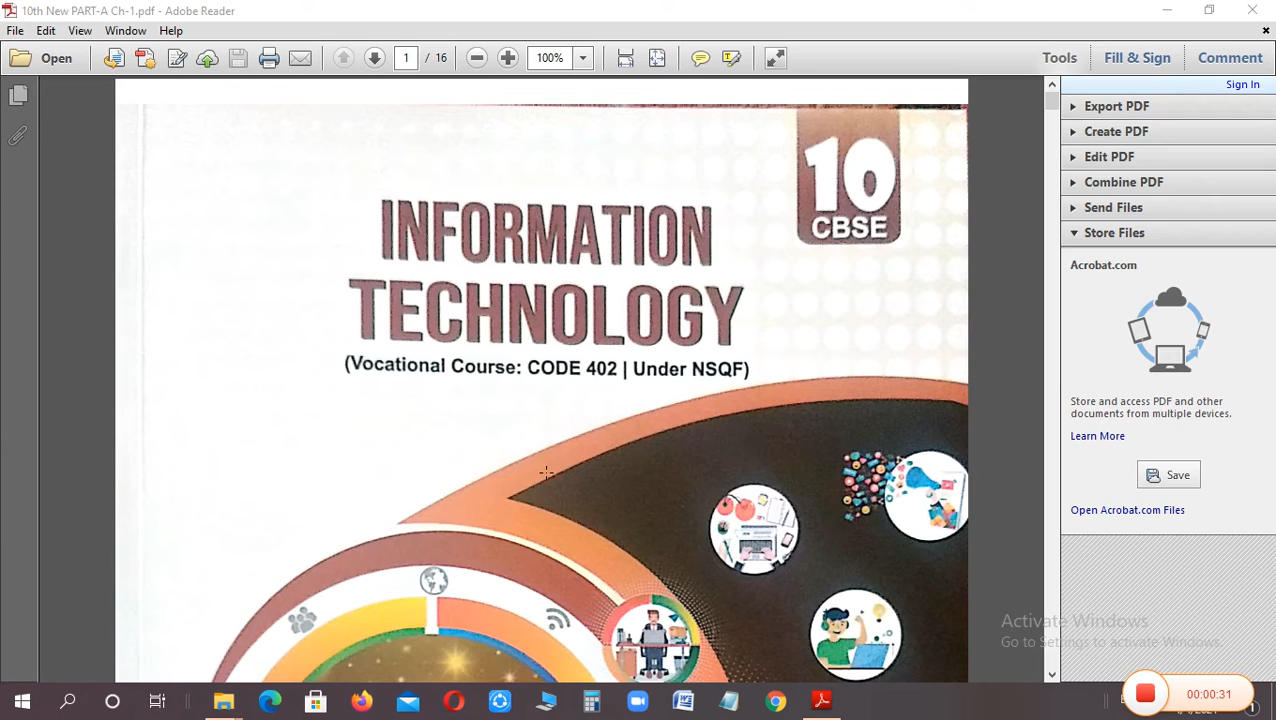 10th New PART-A Ch-1.pdf - Adobe Reader
File Edit View Window Help
Open 1 / 16 100% Tools Fill & Sign Comment
Sign In
Export PDF
Create PDF
Edit PDF
Combine PDF
Send Files
Store Files
Acrobat.com
Store and access PDF and other
documents from multiple devices.
Learn More
Save
Open Acrobat.com Files
10
CBSE
INFORMATION
TECHNOLOGY
(Vocational Course: CODE 402 | Under NSQF)
Activate Windows
Go to Settings to activate Windows.
00:00:31